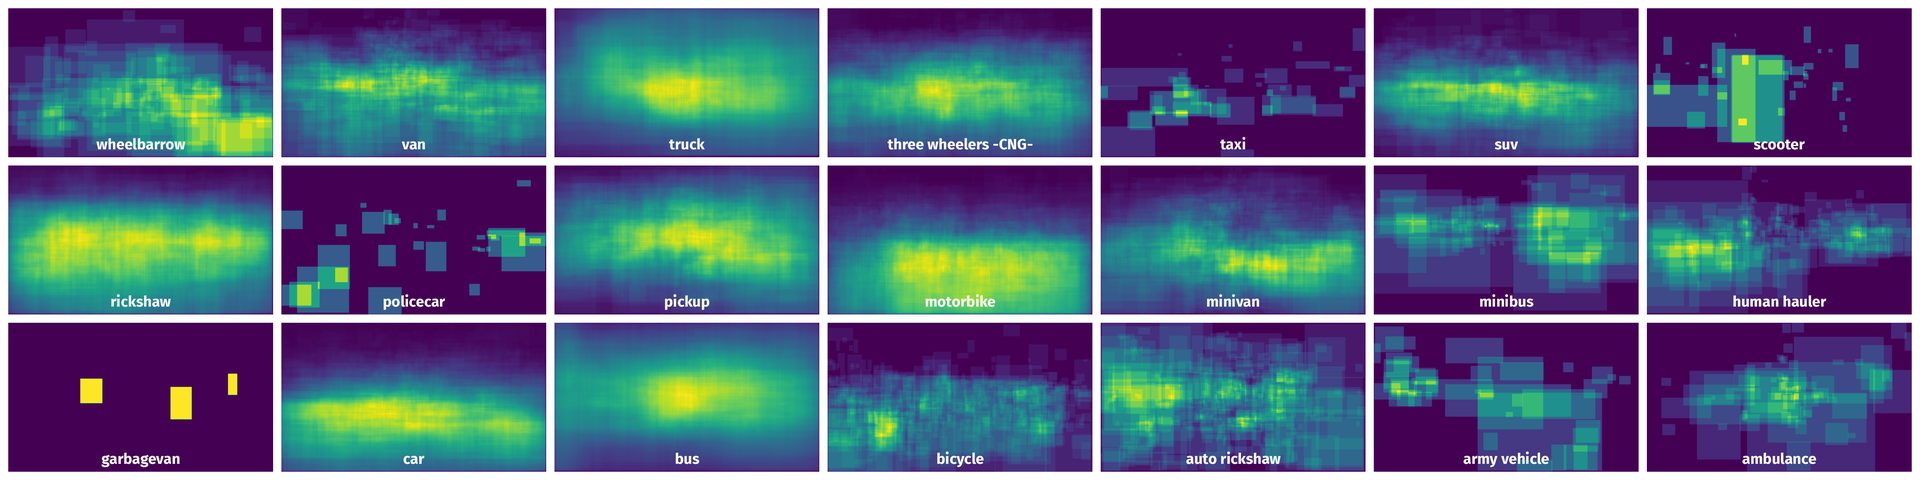 wheelbarrow
van
truck
three wheelers -CNG-
taxi
suv
scooter
rickshaw
policecar
pickup
motorbike
minivan
minibus
human hauler
garbagevan
car
bus
bicycle
auto rickshaw
army vehicle
ambulance